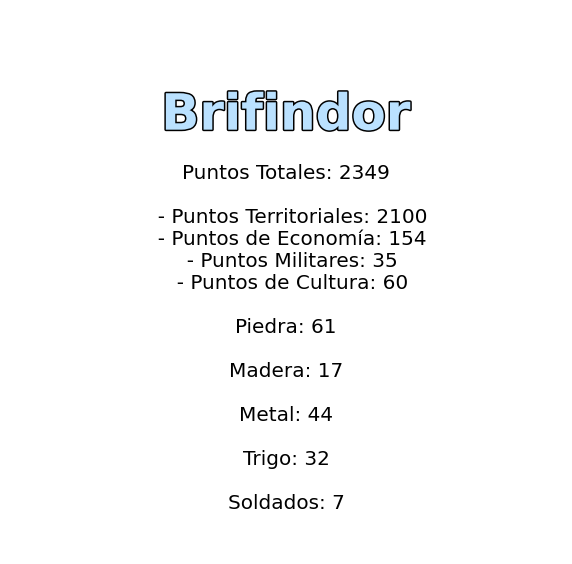 Brifindor
Puntos Totales: 2349
- Puntos Territoriales: 2100
- Puntos de Economía: 154
- Puntos Militares: 35
- Puntos de Cultura: 60
Piedra: 61
Madera: 17
Metal: 44
Trigo: 32
Soldados: 7